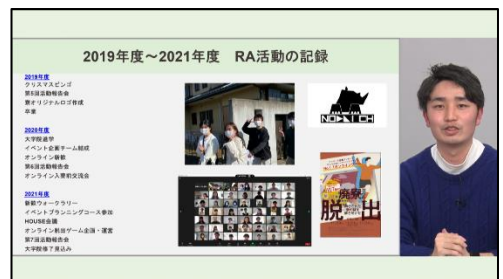 2019年度～2021年度　RA活動の記録
2019年度
クリスマスビンゴ
第5回活動報告会
寮オリジナルロゴ作成
卒業
2020年度
大学院進学
イベント企画チーム結成
オンライン新歓
第6回活動報告会
オンライン入寮前交流会
2021年度
新歓ウォークラリー
イベントプランニングコース参加
HOUSE会議
オンライン脱出ゲーム企画・運営
第7回活動報告会
大学院修了見込み
廃寮
脱出